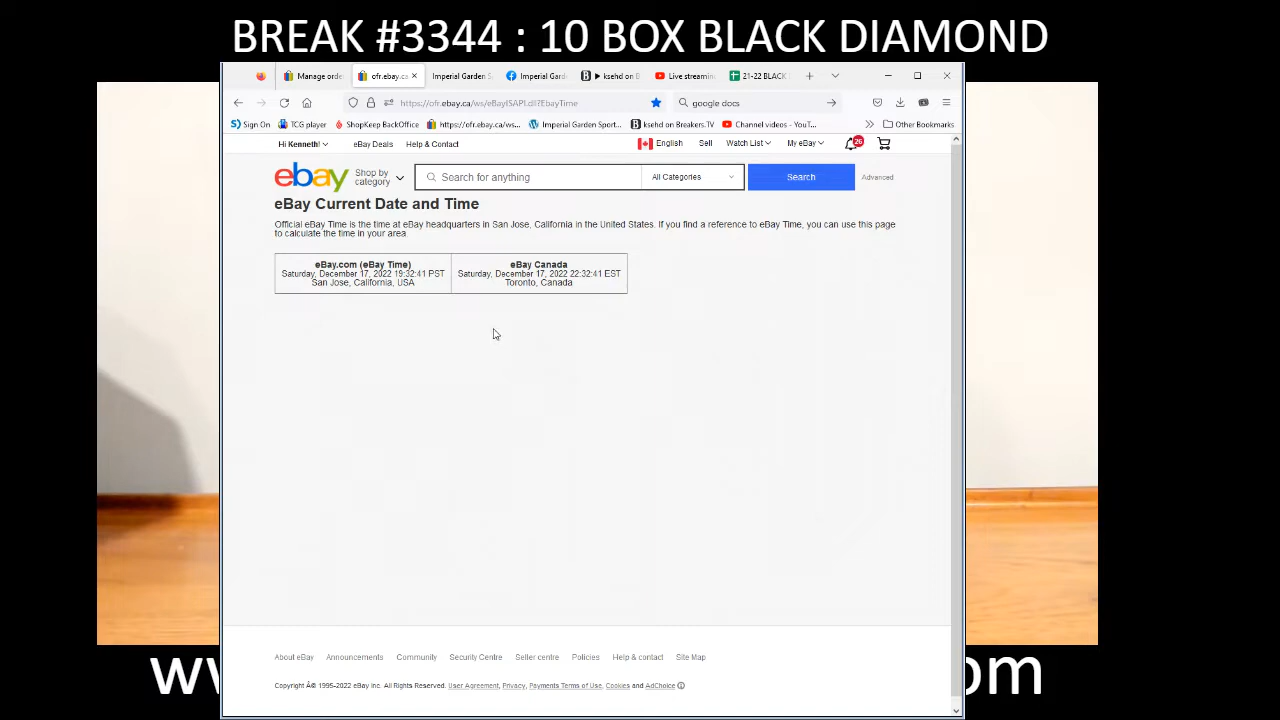 BREAK #3344 : 10 BOX BLACK DIAMOND
Manage orde
ofr.ebay.ca
Imperial Garden S
Imperial Gard
ksehd on B
Live streamin
21-22 BLACK
https://ofr.ebay.ca/ws/eBayISAPI.dll?EbayTime
google docs
Sign On
TCG player
ShopKeep BackOffice
https://ofr.ebay.ca/ws...
Imperial Garden Sport...
ksehd on Breakers.TV
Channel videos - YouT...
Other Bookmarks
Hi Kenneth!
eBay Deals
Help & Contact
English
Sell
Watch List
My eBay
26
ebay
Shop by category
Search for anything
All Categories
Search
Advanced
eBay Current Date and Time
Official eBay Time is the time at eBay headquarters in San Jose, California in the United States. If you find a reference to eBay Time, you can use this page
to calculate the time in your area
eBay.com (eBay Time)
Saturday, December 17, 2022 19:32:41 PST
San Jose, California, USA
eBay Canada
Saturday, December 17, 2022 22:32:41 EST
Toronto, Canada
About eBay
Announcements
Community
Security Centre
Seller centre
Policies
Help & contact
Site Map
Copyright Â© 1995-2022 eBay Inc. All Rights Reserved. User Agreement, Privacy, Payments Terms of Use, Cookies and AdChoice